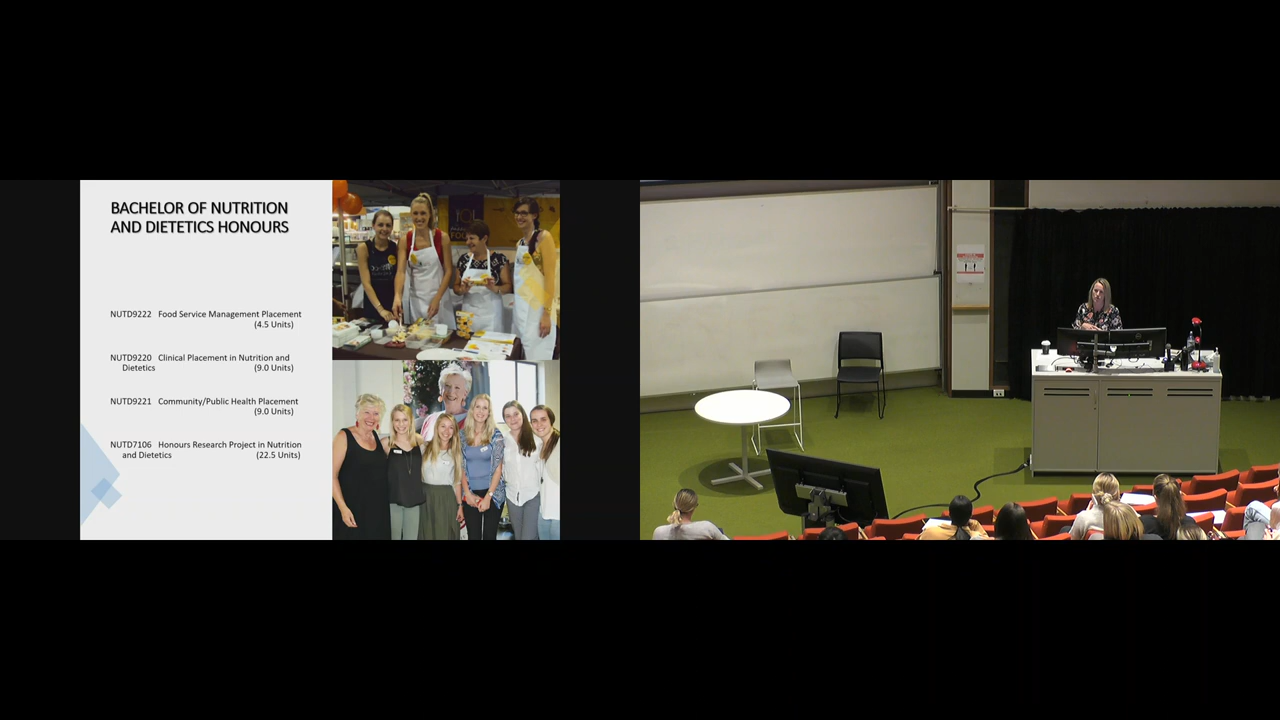 BACHELOR OF NUTRITION
AND DIETETICS HONOURS
NUTD9222 Food Service Management Placement
(4.5 Units)
NUTD9220 Clinical Placement in Nutrition and
Dietetics (9.0 Units)
NUTD9221 Community/Public Health Placement
(9.0 Units)
NUTD7106 Honours Research Project in Nutrition
and Dietetics (22.5 Units)